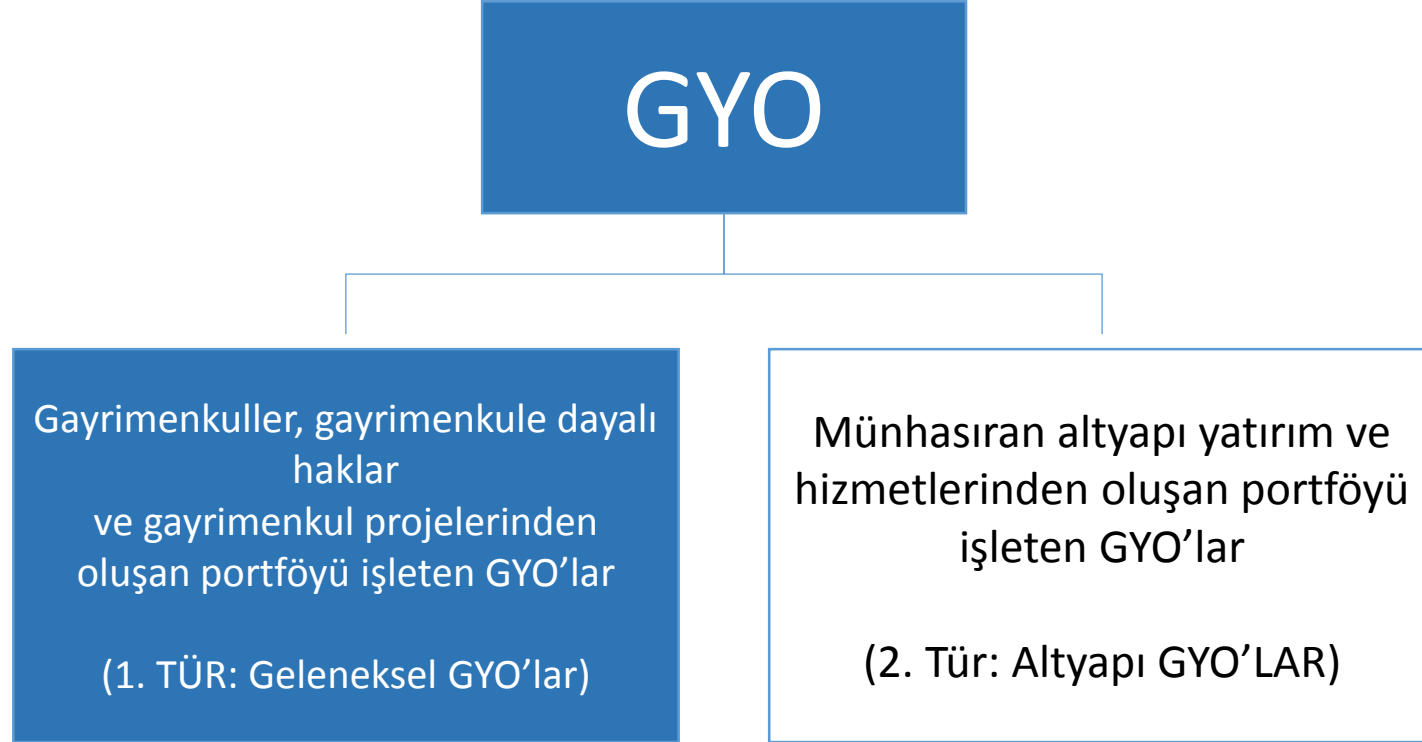 GYO
Gayrimenkuller, gayrimenkule dayalı
haklar
ve gayrimenkul projelerinden
oluşan portföyü işleten GYO’lar
(1. TÜR: Geleneksel GYO’lar)
Münhasıran altyapı yatırım ve
hizmetlerinden oluşan portföyü
işleten GYO’lar
(2. Tür: Altyapı GYO’LAR)